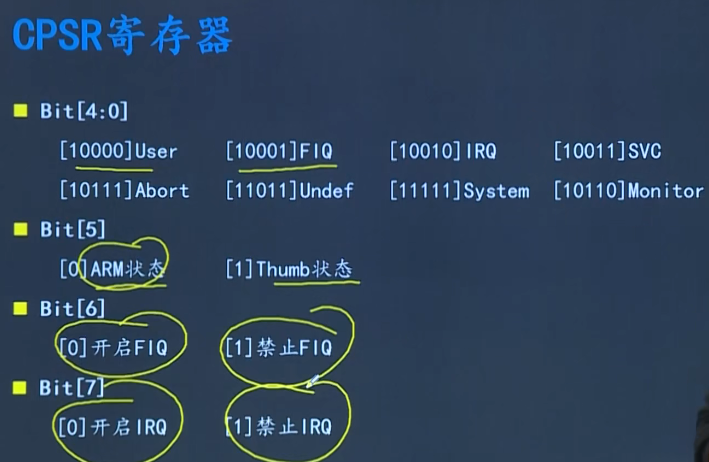 CPSR寄存器
Bit[4:0]
[10000]User [10001]FIQ [10010]IRQ [10011]SVC
[10111]Abort [11011]Undef [11111]System [10110]Monitor
Bit[5]
[0]ARM状态 [1]Thumb状态
Bit[6]
[0]开启FIQ [1]禁止FIQ
Bit[7]
[0]开启IRQ [1]禁止IRQ